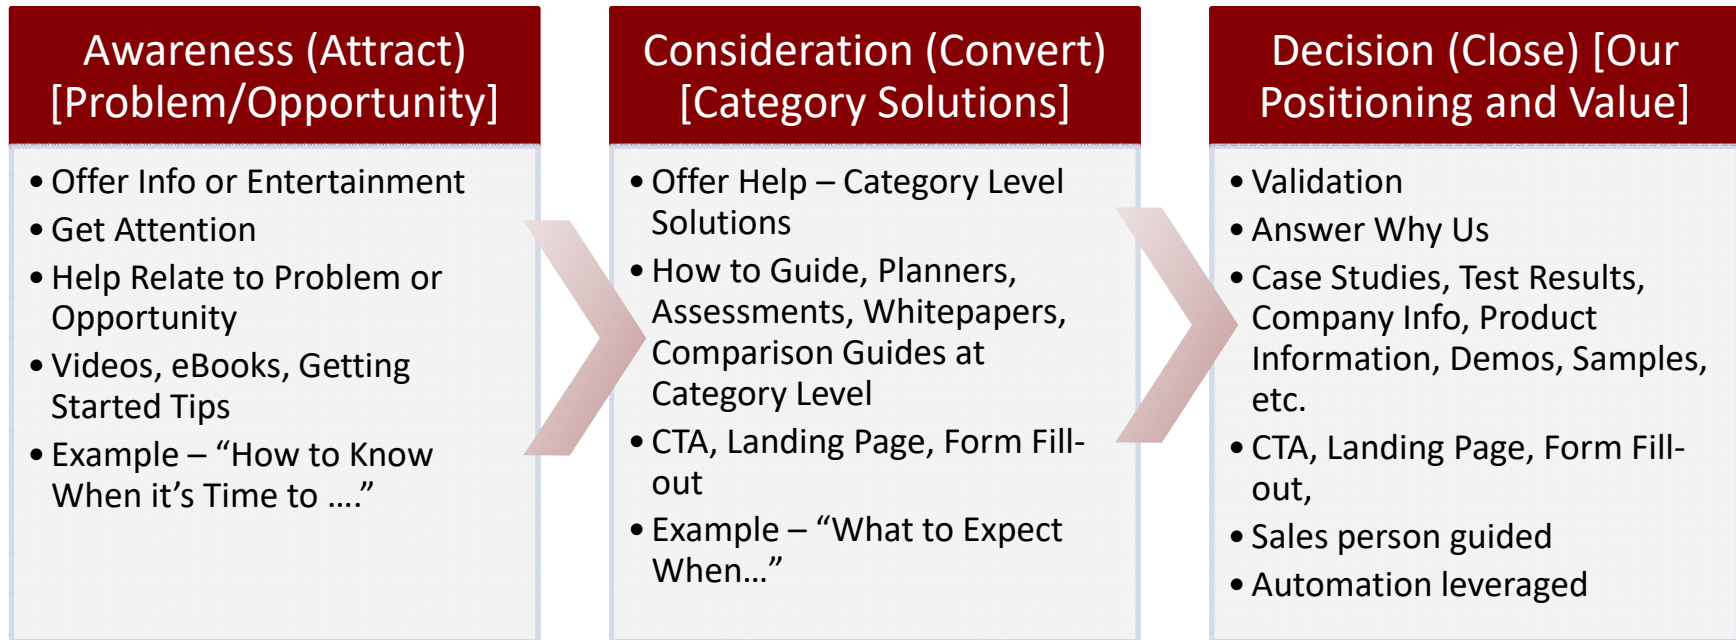 Awareness (Attract)
[Problem/Opportunity]
• Offer Info or Entertainment
• Get Attention
• Help Relate to Problem or
Opportunity
• Videos, eBooks, Getting
Started Tips
• Example – “How to Know
When it’s Time to ….”
Consideration (Convert)
[Category Solutions]
• Offer Help – Category Level
Solutions
• How to Guide, Planners,
Assessments, Whitepapers,
Comparison Guides at
Category Level
• CTA, Landing Page, Form Fill-
out
• Example – “What to Expect
When…”
Decision (Close) [Our
Positioning and Value]
• Validation
• Answer Why Us
• Case Studies, Test Results,
Company Info, Product
Information, Demos, Samples,
etc.
• CTA, Landing Page, Form Fill-
out,
• Sales person guided
• Automation leveraged